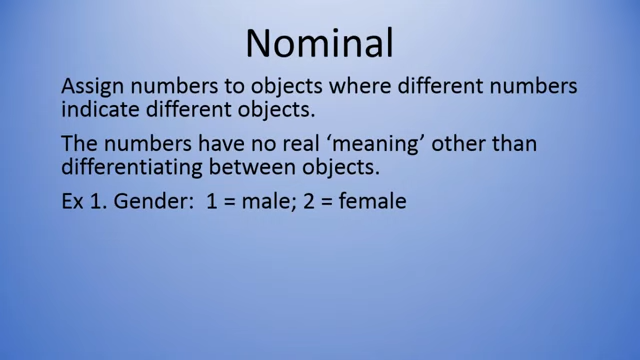 Nominal
Assign numbers to objects where different numbers
indicate different objects.
The numbers have no real ‘meaning’ other than
differentiating between objects.
Ex 1. Gender:  1 = male; 2 = female